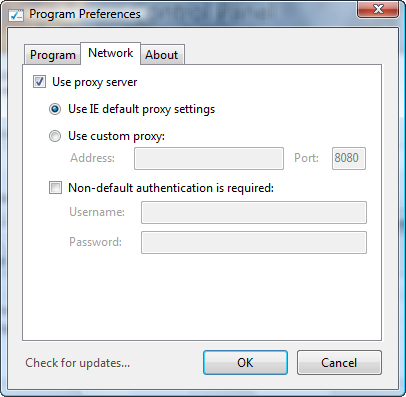 Program Preferences
Program Network About
Use proxy server
Use IE default proxy settings
Use custom proxy:
Address: Port: 8080
Non-default authentication is required:
Username:
Password:
Check for updates... OK Cancel